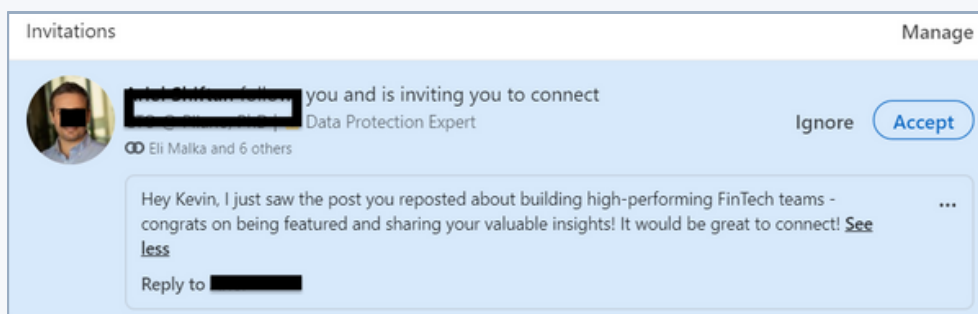 Invitations
Manage
you and is inviting you to connect
Data Protection Expert
Ignore
Accept
Eli Malka and 6 others
Hey Kevin, I just saw the post you reposted about building high-performing FinTech teams -
congrats on being featured and sharing your valuable insights! It would be great to connect! See
less
...
Reply to